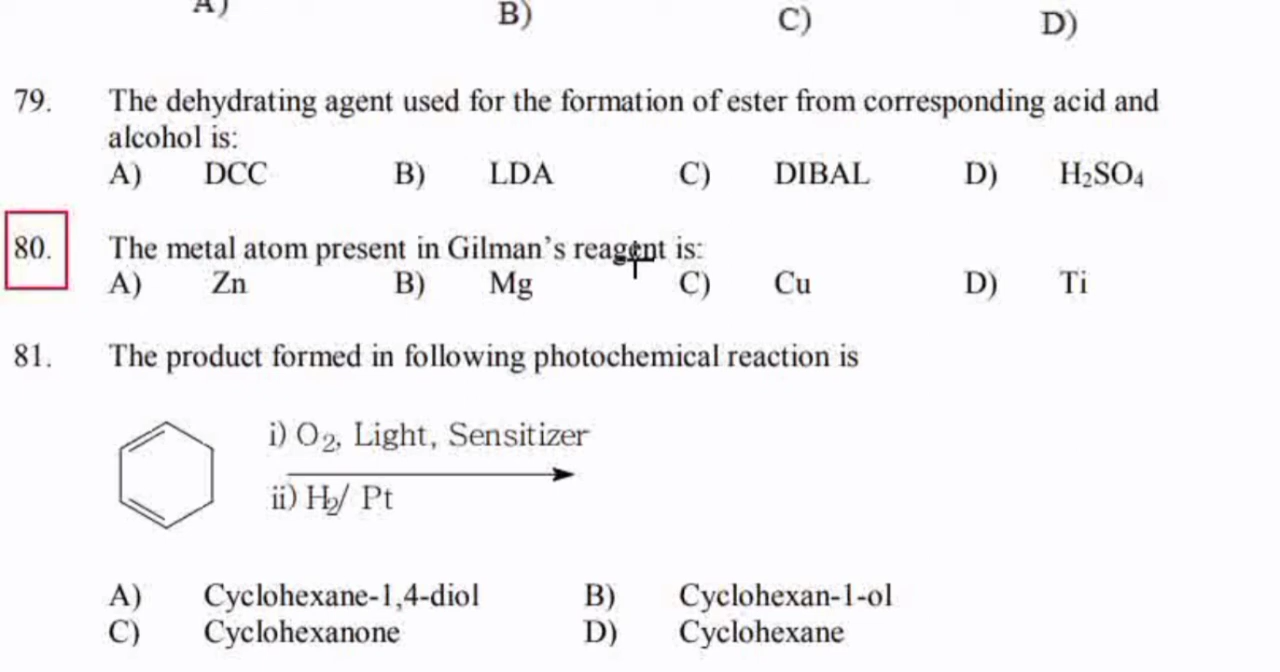 A) B) C) D)
79. The dehydrating agent used for the formation of ester from corresponding acid and
alcohol is:
A) DCC B) LDA C) DIBAL D) H₂SO₄
80. The metal atom present in Gilman's reagent is:
A) Zn B) Mg C) Cu D) Ti
81. The product formed in following photochemical reaction is
i) O₂, Light, Sensitizer
ii) H₂/ Pt
A) Cyclohexane-1,4-diol B) Cyclohexan-1-ol
C) Cyclohexanone D) Cyclohexane